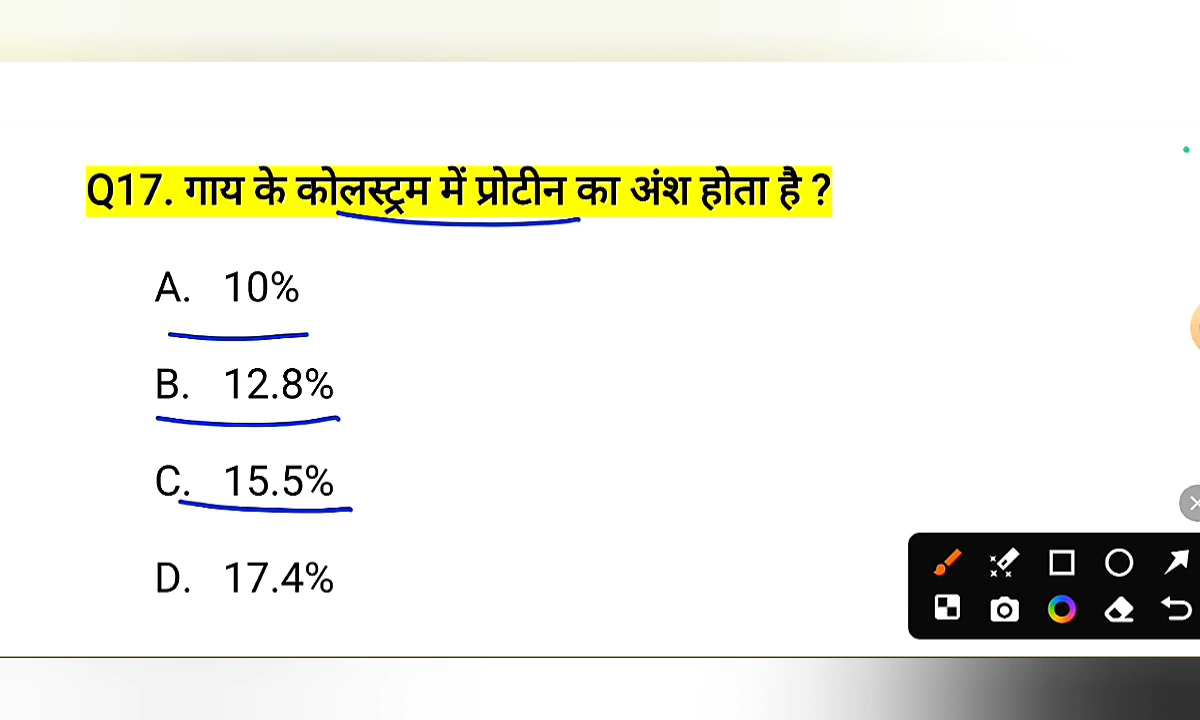 Q17. गाय के कोलस्ट्रम में प्रोटीन का अंश होता है ?
A. 10%
B. 12.8%
C. 15.5%
D. 17.4%